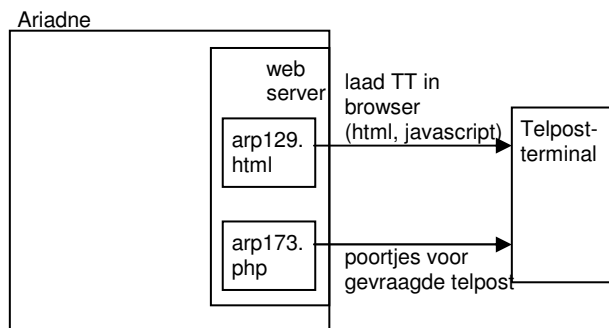 Ariadne
web
server
arp129.
html
arp173.
php
laad TT in
browser
(html, javascript)
poortjes voor
gevraagde telpost
Telpost-
terminal